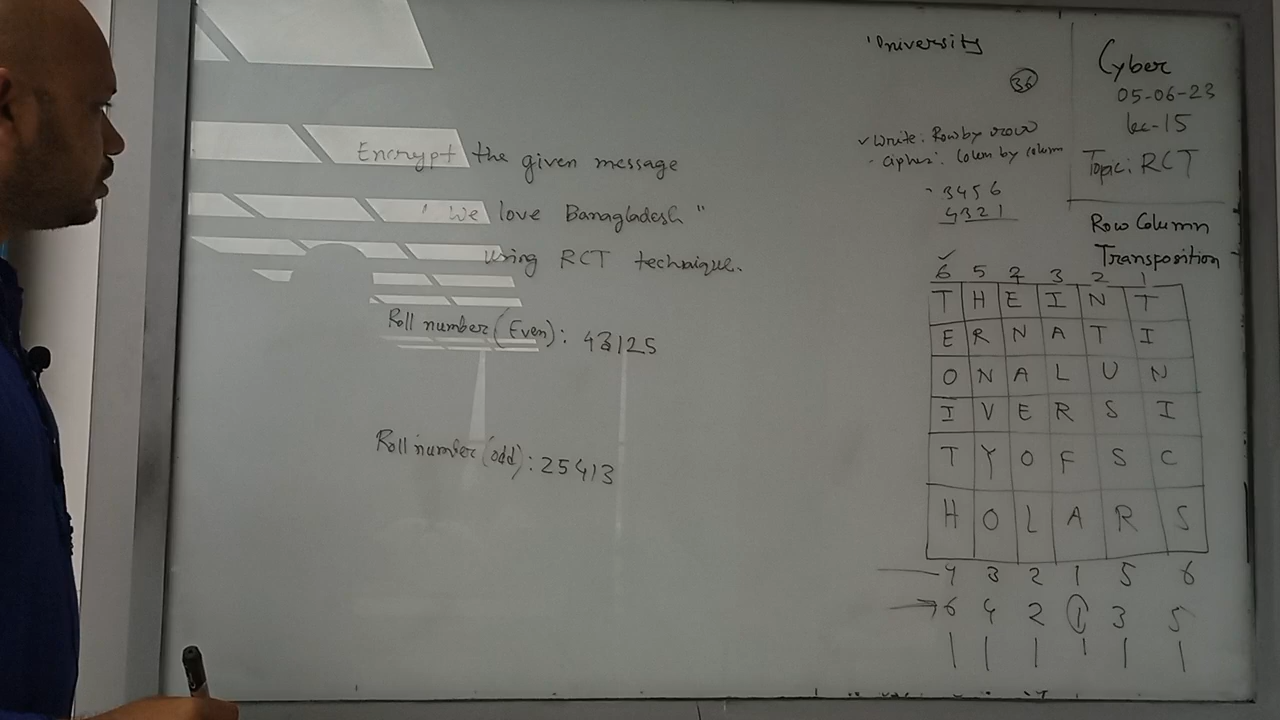 Encrypt the given message
"We love Banagladesh"
using RCT technique.
Roll number (Even): 43125
Roll number (odd): 25413
'University
36
Write: Row by
cipher: Colum by column
3456
4321
Cyber
05-06-23
lec-15
Topic: RCT
Row Column
Transposition
6 5 4 3 2 1
T H E I N T
E R N A T I
O N A L U N
I V E R S I
T Y O F S C
H O L A R S
4 3 2 1 5 6
6 4 2 1 3 5